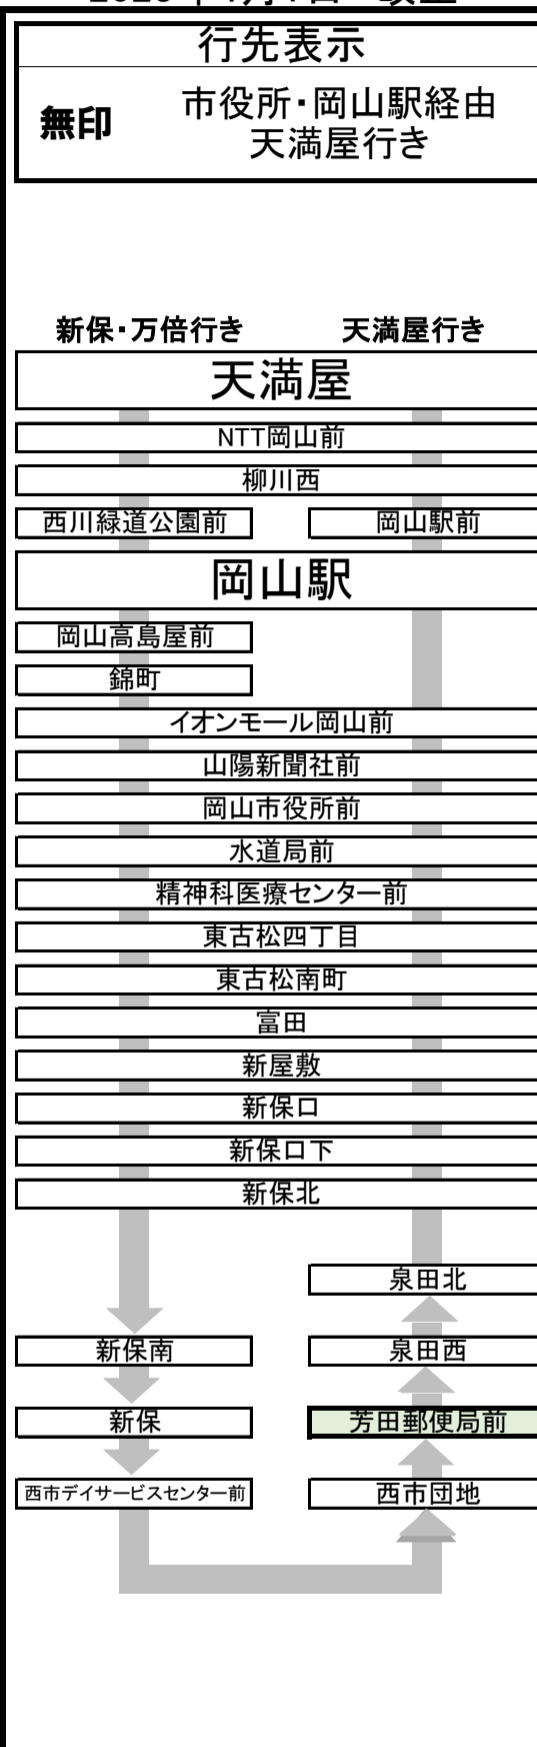 行先表示
無印
市役所・岡山駅経由
天満屋行き
新保・万倍行き 天満屋行き
天満屋
NTT岡山前
柳川西
西川緑道公園前 岡山駅前
岡山駅
岡山高島屋前
錦町
イオンモール岡山前
山陽新聞社前
岡山市役所前
水道局前
精神科医療センター前
東古松四丁目
東古松南町
富田
新屋敷
新保口
新保口下
新保北
泉田北
新保南 泉田西
新保 芳田郵便局前
西市デイサービスセンター前 西市団地